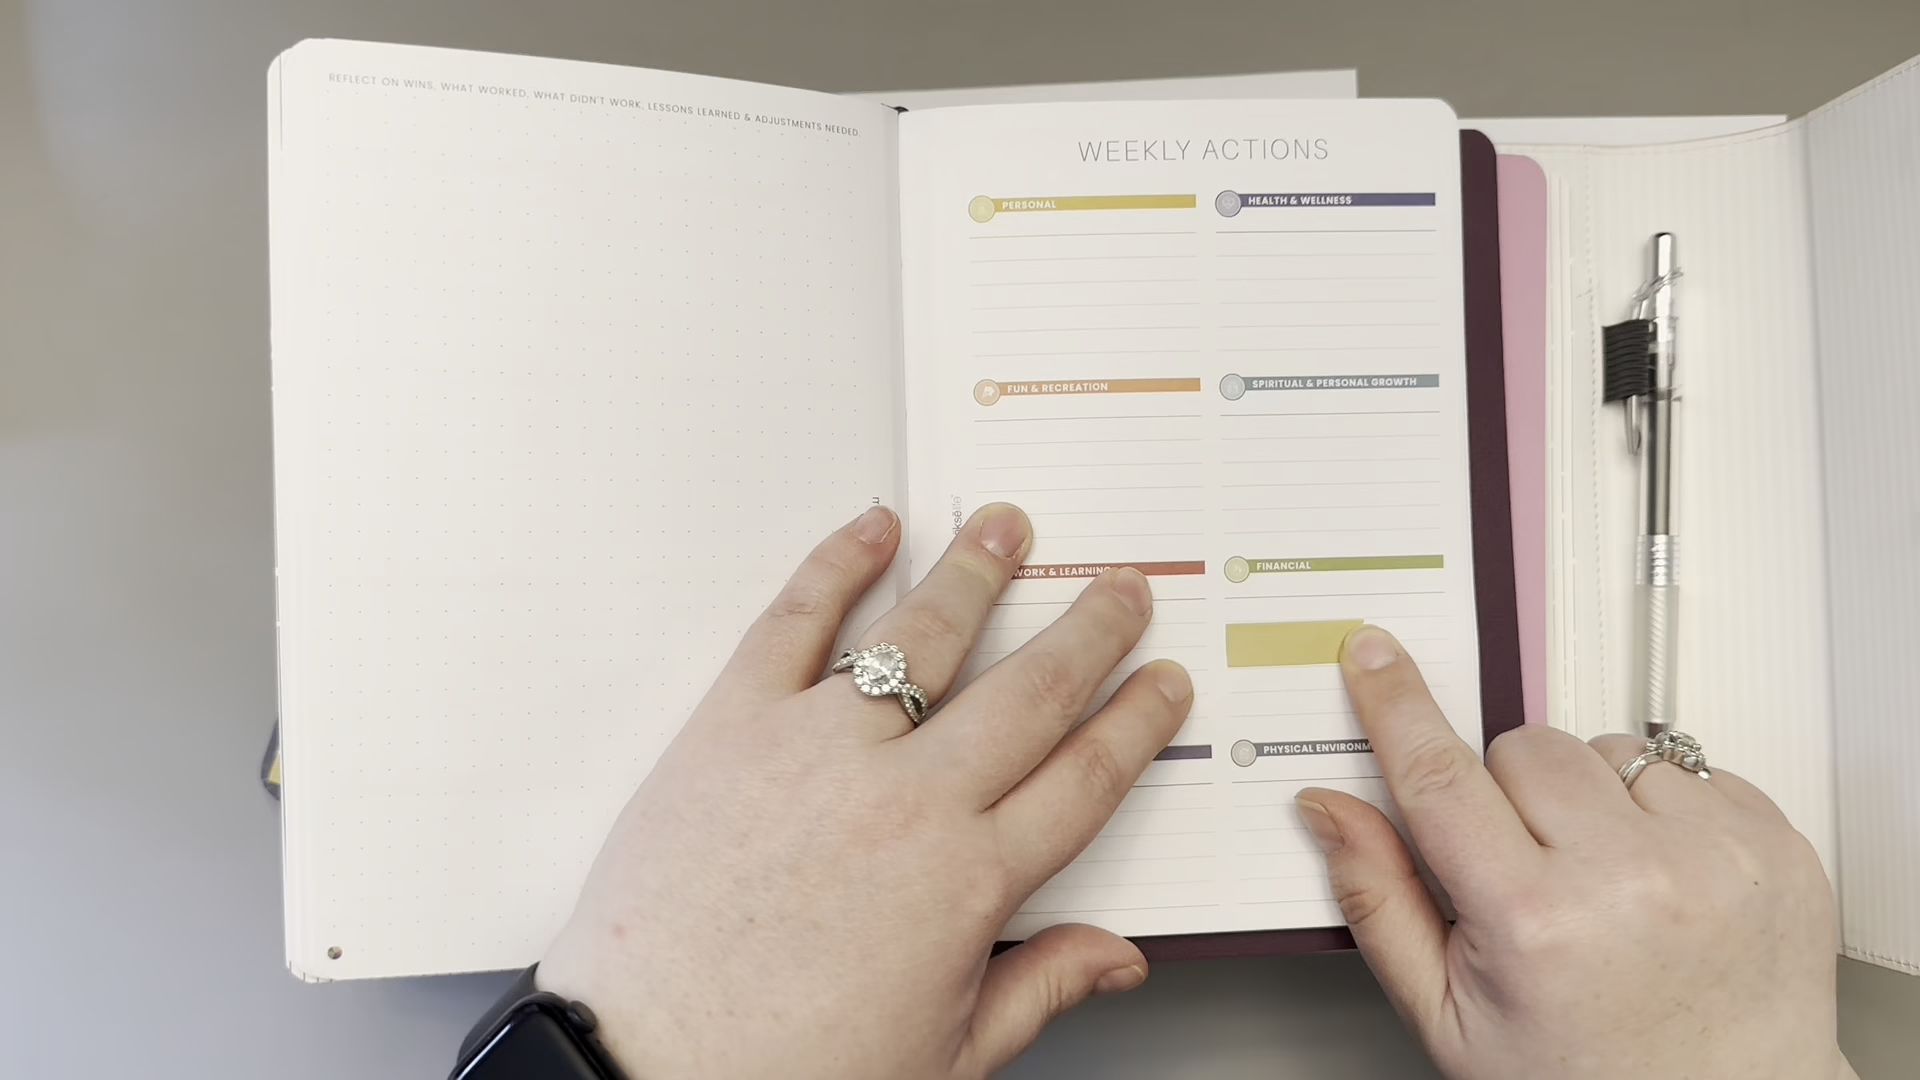 REFLECT ON WINS, WHAT WORKED, WHAT DIDN'T WORK, LESSONS LEARNED & ADJUSTMENTS NEEDED.
WEEKLY ACTIONS
PERSONAL
HEALTH & WELLNESS
FUN & RECREATION
SPIRITUAL & PERSONAL GROWTH
WORK & LEARNING
FINANCIAL
PHYSICAL